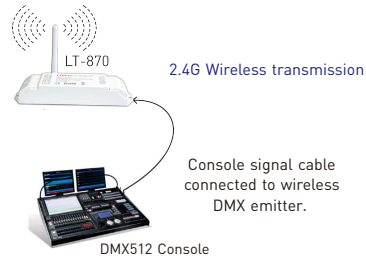 LT-870
2.4G Wireless transmission
Console signal cable
connected to wireless
DMX emitter.
DMX512 Console